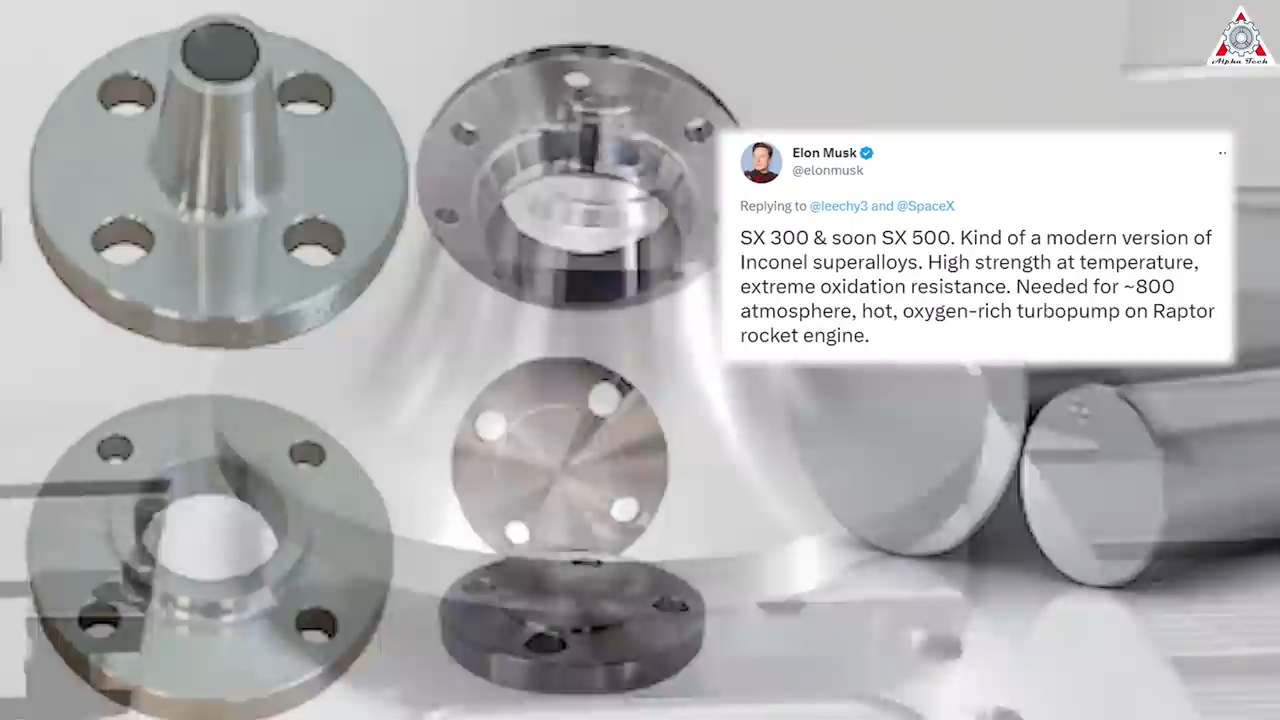 Alpha Tech
Elon Musk
@elonmusk
Replying to @leechy3 and @SpaceX
SX 300 & soon SX 500. Kind of a modern version of
Inconel superalloys. High strength at temperature,
extreme oxidation resistance. Needed for ~800
atmosphere, hot, oxygen-rich turbopump on Raptor
rocket engine.